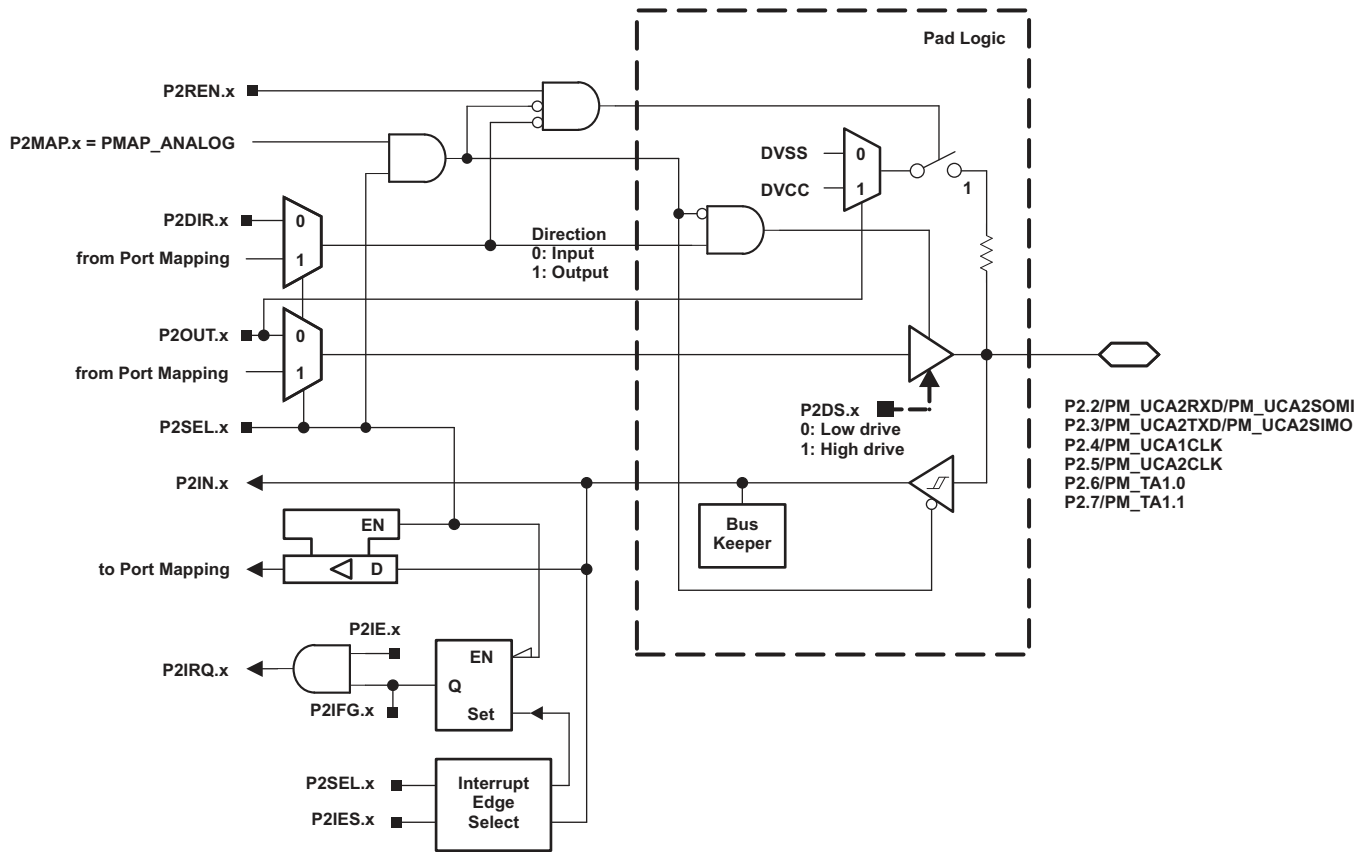 Pad Logic
P2REN.x
P2MAP.x = PMAP_ANALOG
DVSS
0
DVCC
1
1
P2DIR.x
0
from Port Mapping
1
Direction
0: Input
1: Output
P2OUT.x
0
from Port Mapping
1
P2SEL.x
P2DS.x
0: Low drive
1: High drive
P2.2/PM_UCA2RXD/PM_UCA2SOMI
P2.3/PM_UCA2TXD/PM_UCA2SIMO
P2.4/PM_UCA1CLK
P2.5/PM_UCA2CLK
P2.6/PM_TA1.0
P2.7/PM_TA1.1
P2IN.x
Bus
Keeper
EN
to Port Mapping
D
P2IE.x
P2IRQ.x
EN
Q
P2IFG.x
Set
P2SEL.x
P2IES.x
Interrupt
Edge
Select